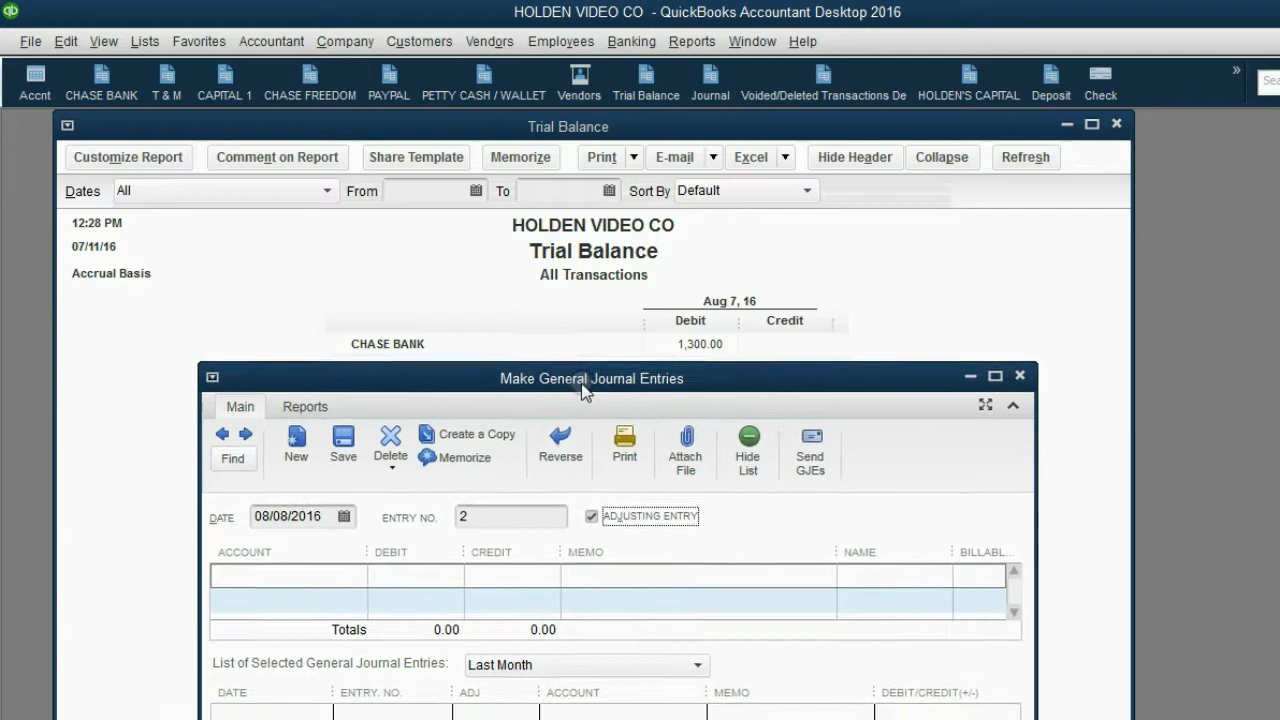 HOLDEN VIDEO CO - QuickBooks Accountant Desktop 2016
File Edit View Lists Favorites Accountant Company Customers Vendors Employees Banking Reports Window Help
Accnt CHASE BANK T & M CAPITAL 1 CHASE FREEDOM PAYPAL PETTY CASH / WALLET Vendors Trial Balance Journal Voided/Deleted Transactions De HOLDEN'S CAPITAL Deposit Check
Trial Balance
Customize Report Comment on Report Share Template Memorize Print E-mail Excel Hide Header Collapse Refresh
Dates All From To Sort By Default
12:28 PM
07/11/16
Accrual Basis
HOLDEN VIDEO CO
Trial Balance
All Transactions
Aug 7, 16
Debit Credit
CHASE BANK 1,300.00
Make General Journal Entries
Main Reports
Find New Save Delete Create a Copy Memorize Reverse Print Attach File Hide List Send GJEs
DATE 08/08/2016 ENTRY NO. 2 ADJUSTING ENTRY
ACCOUNT DEBIT CREDIT MEMO NAME BILLABL...
Totals 0.00 0.00
List of Selected General Journal Entries: Last Month
DATE ENTRY. NO. ADJ ACCOUNT MEMO DEBIT/CREDIT(+/-)